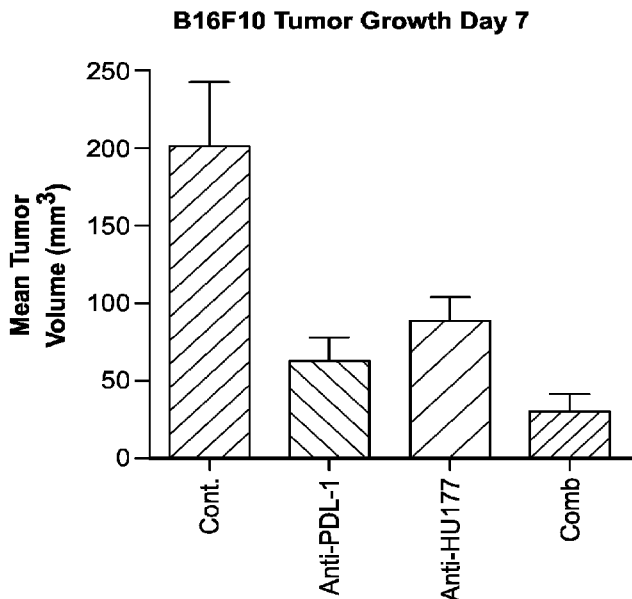 B16F10 Tumor Growth Day 7
Mean Tumor
Volume (mm³)
250
200
150
100
50
0
Cont.
Anti-PDL-1
Anti-HU177
Comb